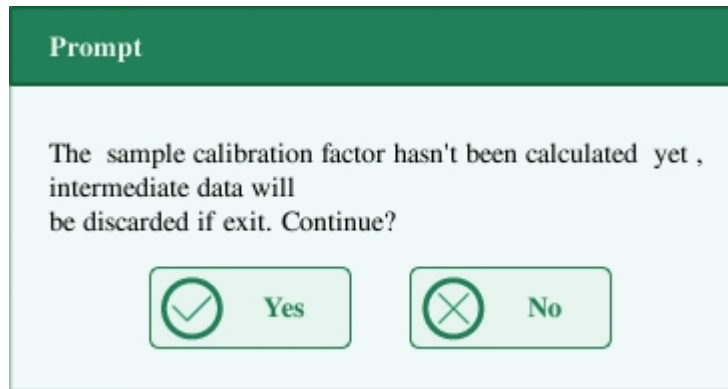 Prompt
The  sample calibration factor hasn't been calculated  yet ,
intermediate data will
be discarded if exit. Continue?
Yes
No